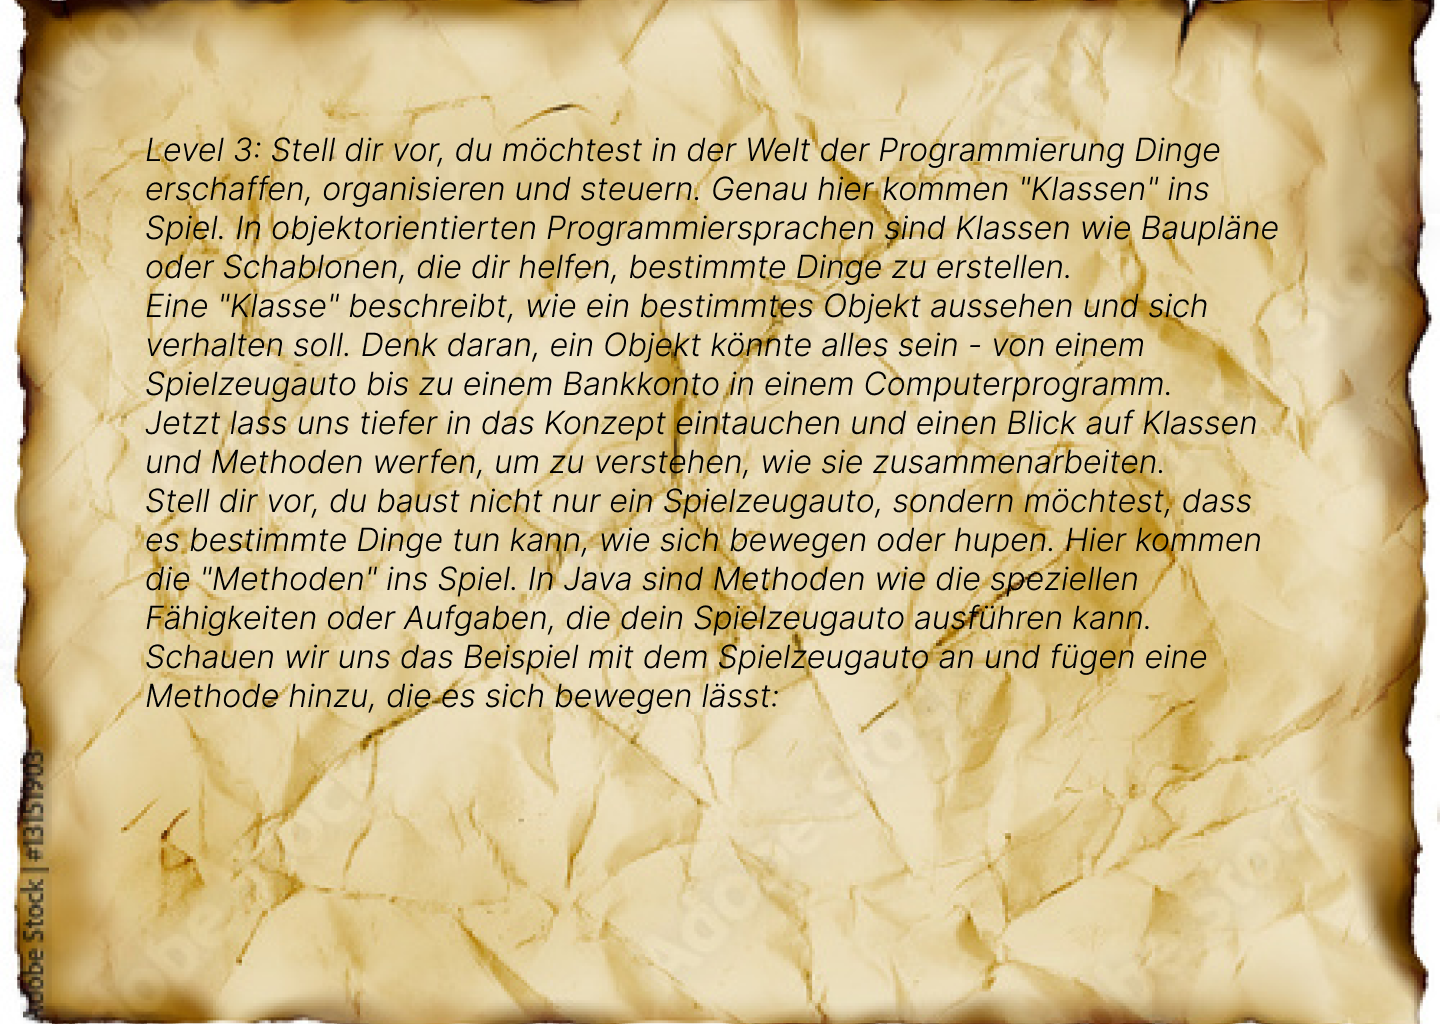 Level 3: Stell dir vor, du möchtest in der Welt der Programmierung Dinge
erschaffen, organisieren und steuern. Genau hier kommen "Klassen" ins
Spiel. In objektorientierten Programmiersprachen sind Klassen wie Baupläne
oder Schablonen, die dir helfen, bestimmte Dinge zu erstellen.
Eine "Klasse" beschreibt, wie ein bestimmtes Objekt aussehen und sich
verhalten soll. Denk daran, ein Objekt könnte alles sein - von einem
Spielzeugauto bis zu einem Bankkonto in einem Computerprogramm.
Jetzt lass uns tiefer in das Konzept eintauchen und einen Blick auf Klassen
und Methoden werfen, um zu verstehen, wie sie zusammenarbeiten.
Stell dir vor, du baust nicht nur ein Spielzeugauto, sondern möchtest, dass
es bestimmte Dinge tun kann, wie sich bewegen oder hupen. Hier kommen
die "Methoden" ins Spiel. In Java sind Methoden wie die speziellen
Fähigkeiten oder Aufgaben, die dein Spielzeugauto ausführen kann.
Schauen wir uns das Beispiel mit dem Spielzeugauto an und fügen eine
Methode hinzu, die es sich bewegen lässt:
Adobe Stock | #13151903